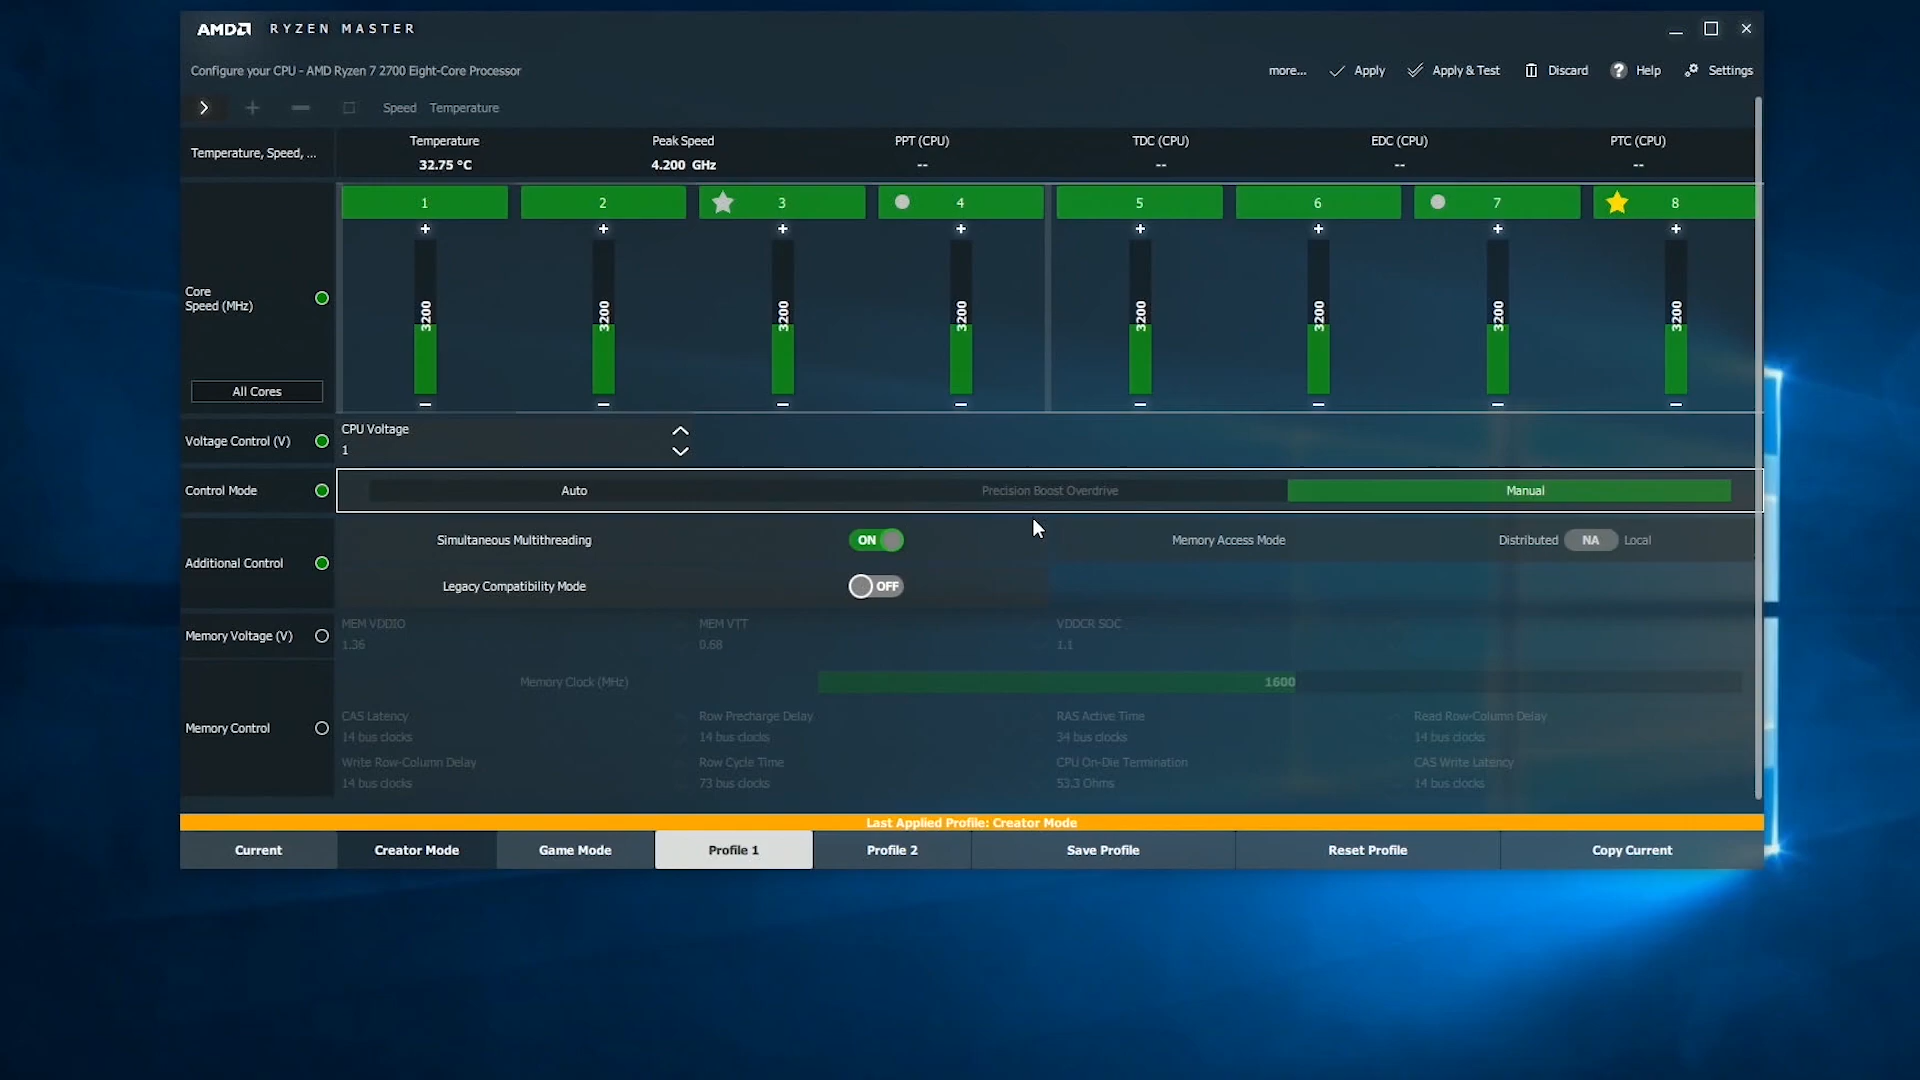 AMD RYZEN MASTER
Configure your CPU - AMD Ryzen 7 2700 Eight-Core Processor
more... Apply Apply & Test Discard ? Help Settings
Speed Temperature
Temperature, Speed, ...
Temperature Peak Speed PPT (CPU) TDC (CPU) EDC (CPU) PTC (CPU)
32.75 °C 4.200 GHz -- -- -- --
1 2 3 4 5 6 7 8
+ + + + + + + +
Core
Speed (MHz)
3200 3200 3200 3200 3200 3200 3200 3200
All Cores
Voltage Control (V)
CPU Voltage
1
Control Mode Auto Precision Boost Overdrive Manual
Additional Control
Simultaneous Multithreading ON Memory Access Mode Distributed NA Local
Legacy Compatibility Mode OFF
Memory Voltage (V)
MEM VDDIO MEM VTT VDDCR SOC
1.36 0.68 1.1
Memory Control
Memory Clock (MHz) 1600
CAS Latency Row Precharge Delay RAS Active Time Read Row-Column Delay
14 bus clocks 14 bus clocks 34 bus clocks 14 bus clocks
Write Row-Column Delay Row Cycle Time CPU On-Die Termination CAS Write Latency
14 bus clocks 73 bus clocks 53.3 Ohms 14 bus clocks
Last Applied Profile: Creator Mode
Current Creator Mode Game Mode Profile 1 Profile 2 Save Profile Reset Profile Copy Current